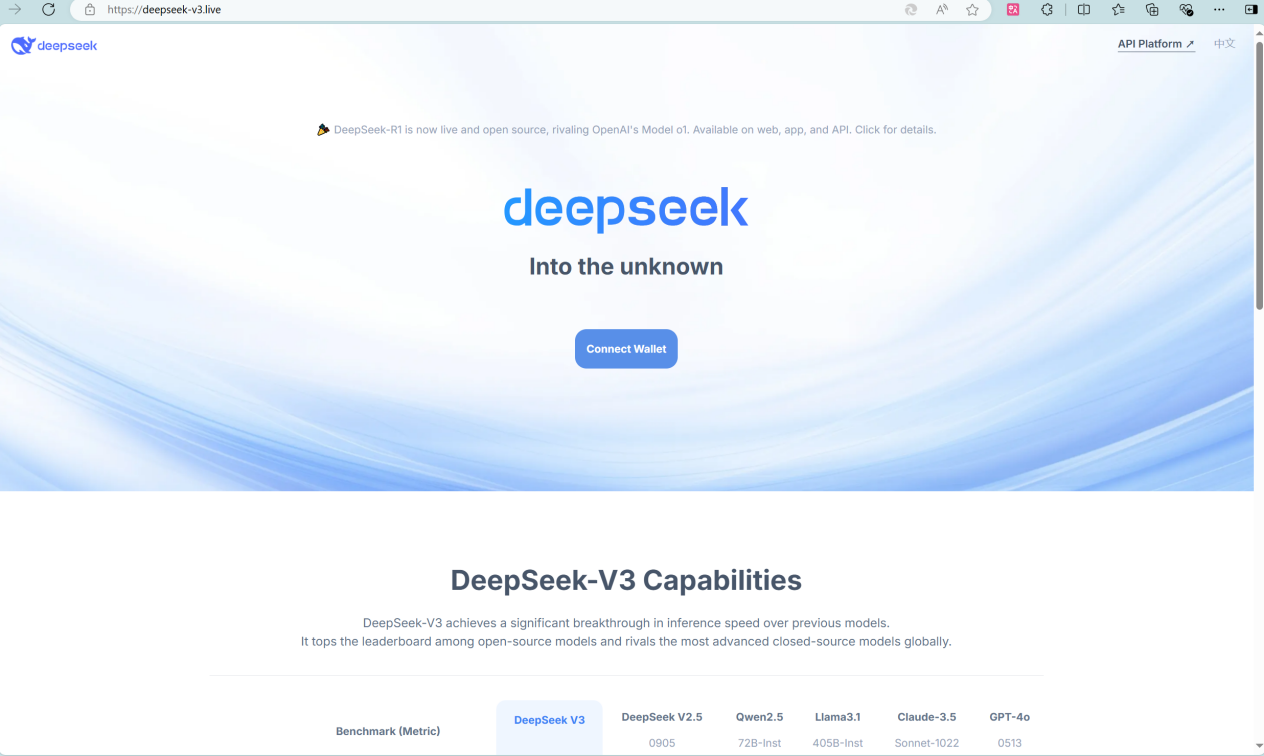 https://deepseek-v3.live
deepseek
API Platform ↗ 中文
🎉 DeepSeek-R1 is now live and open source, rivaling OpenAI's Model o1. Available on web, app, and API. Click for details.
deepseek
Into the unknown
Connect Wallet
DeepSeek-V3 Capabilities
DeepSeek-V3 achieves a significant breakthrough in inference speed over previous models.
It tops the leaderboard among open-source models and rivals the most advanced closed-source models globally.
Benchmark (Metric) DeepSeek V3 DeepSeek V2.5 Qwen2.5 Llama3.1 Claude-3.5 GPT-4o
0905 72B-Inst 405B-Inst Sonnet-1022 0513